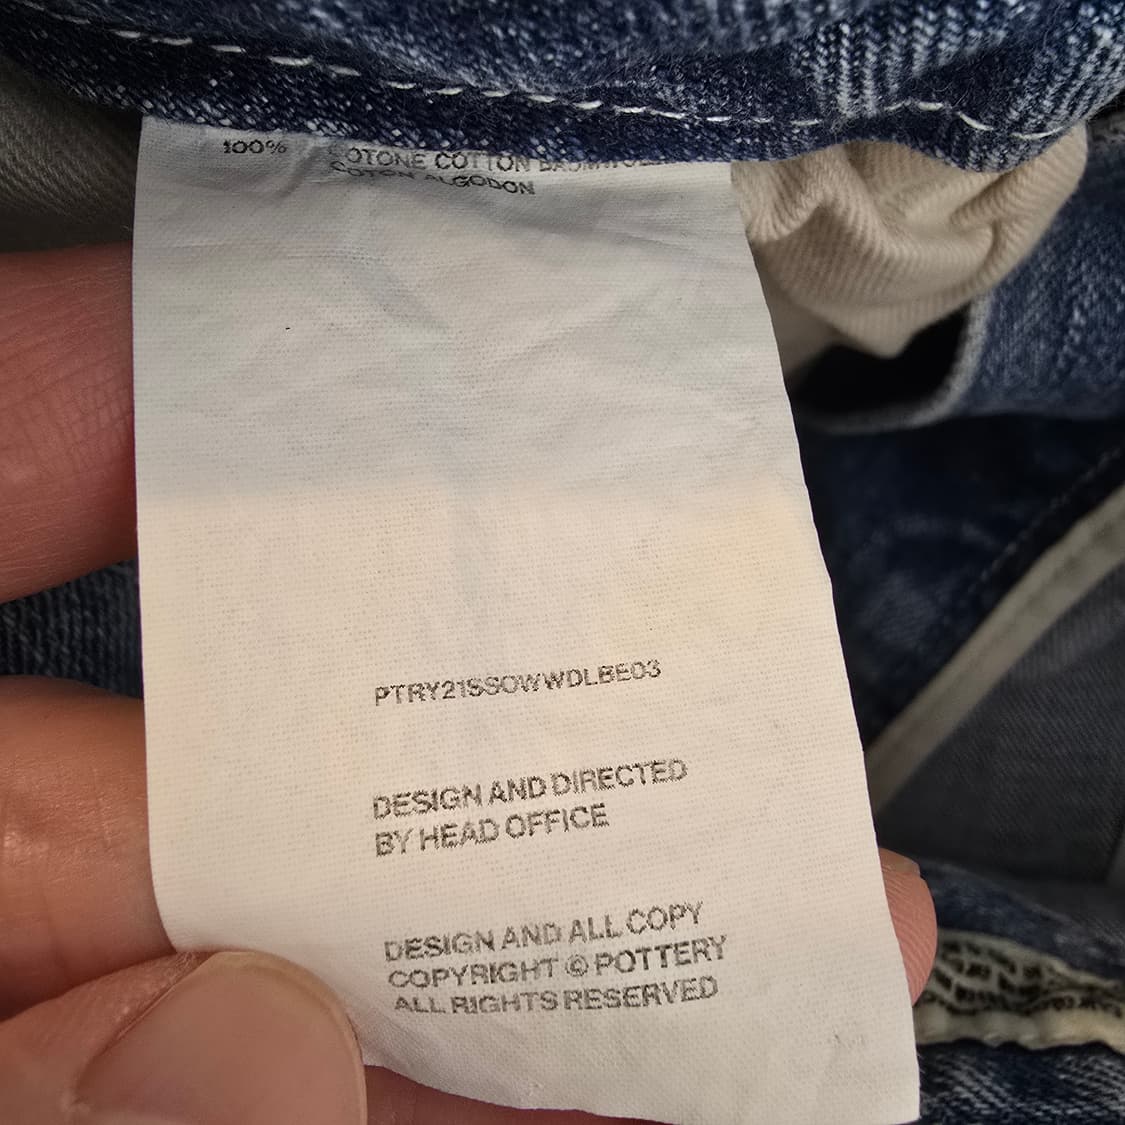 100% COTONE COTTON BAUMWOLLE
COTON ALGODON
PTRY21SSOWWDLBE03
DESIGN AND DIRECTED
BY HEAD OFFICE
DESIGN AND ALL COPY
COPYRIGHT © POTTERY
ALL RIGHTS RESERVED